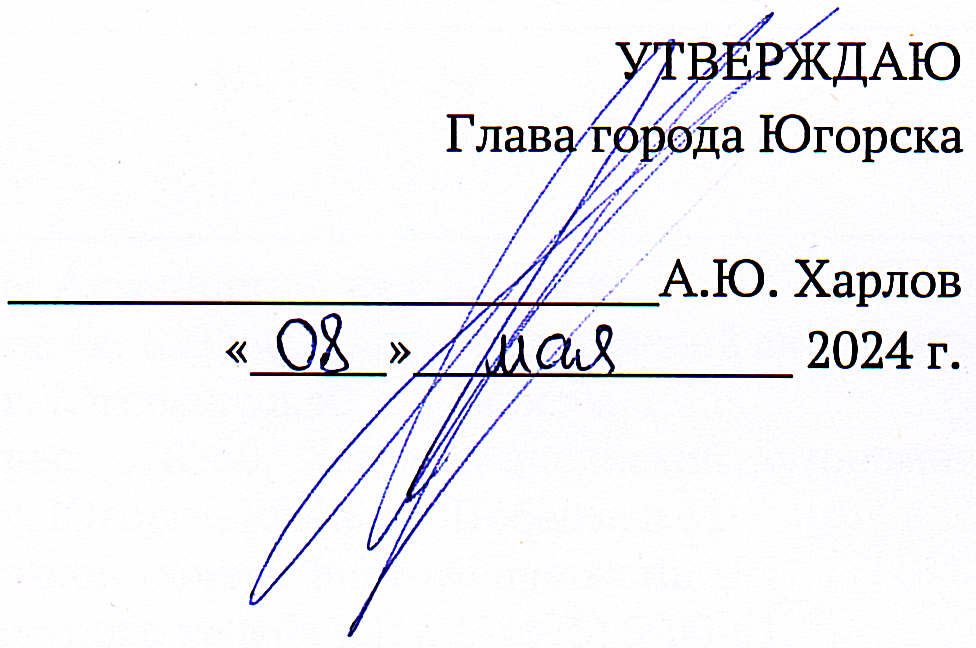 УТВЕРЖДАЮ
Глава города Югорска
А.Ю. Харлов
« 08 » мая 2024 г.